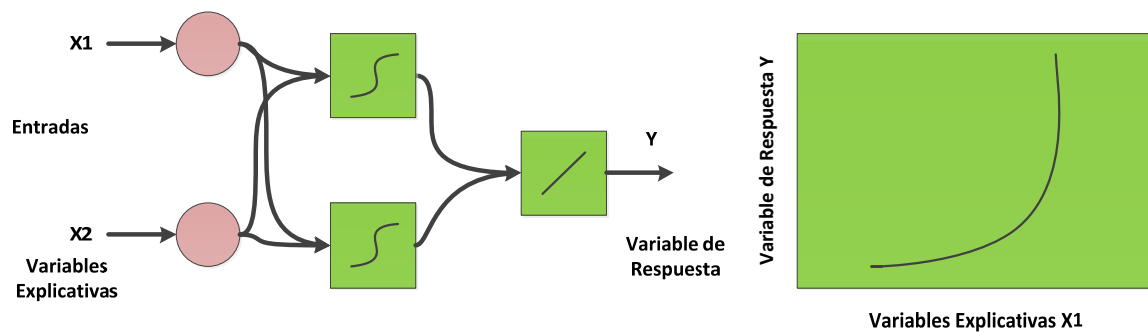 X1
Entradas
X2
Variables
Explicativas
Y
Variable de
Respuesta
Variable de Respuesta Y
Variables Explicativas X1